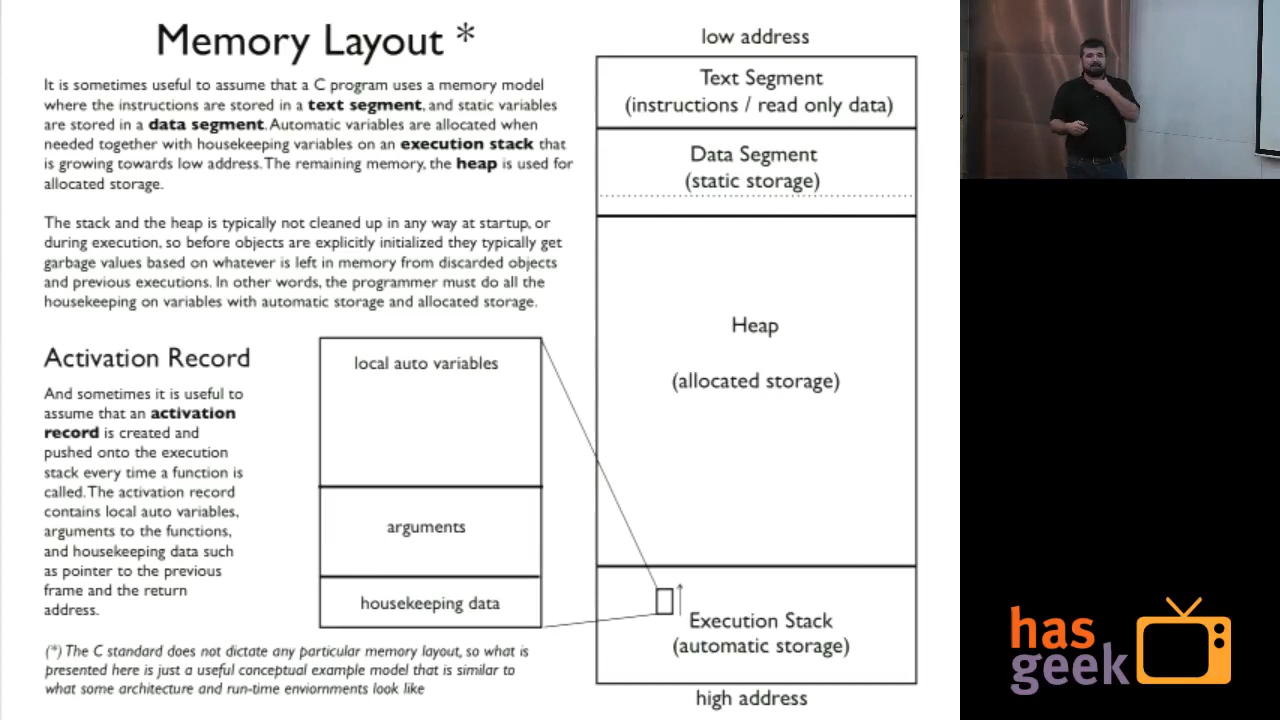 Memory Layout *
It is sometimes useful to assume that a C program uses a memory model
where the instructions are stored in a text segment, and static variables
are stored in a data segment. Automatic variables are allocated when
needed together with housekeeping variables on an execution stack that
is growing towards low address. The remaining memory, the heap is used for
allocated storage.
The stack and the heap is typically not cleaned up in any way at startup, or
during execution, so before objects are explicitly initialized they typically get
garbage values based on whatever is left in memory from discarded objects
and previous executions. In other words, the programmer must do all the
housekeeping on variables with automatic storage and allocated storage.
Activation Record
And sometimes it is useful to
assume that an activation
record is created and
pushed onto the execution
stack every time a function is
called. The activation record
contains local auto variables,
arguments to the functions,
and housekeeping data such
as pointer to the previous
frame and the return
address.
local auto variables
arguments
housekeeping data
(*) The C standard does not dictate any particular memory layout, so what is
presented here is just a useful conceptual example model that is similar to
what some architecture and run-time enviornments look like
low address
Text Segment
(instructions / read only data)
Data Segment
(static storage)
Heap
(allocated storage)
Execution Stack
(automatic storage)
high address
has
geek